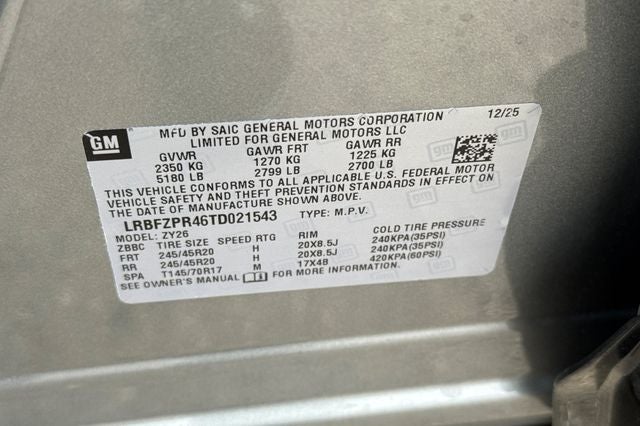 GM
12/25
MFD BY SAIC GENERAL MOTORS CORPORATION
LIMITED FOR GENERAL MOTORS LLC
GVWR GAWR FRT GAWR RR
2350 KG 1270 KG 1225 KG
5180 LB 2799 LB 2700 LB
THIS VEHICLE CONFORMS TO ALL APPLICABLE U.S. FEDERAL MOTOR
VEHICLE SAFETY AND THEFT PREVENTION STANDARDS IN EFFECT ON
THE DATE OF MANUFACTURE SHOWN ABOVE.
LRBFZPR46TD021543 TYPE: M.P.V.
MODEL: ZY26
ZBBC TIRE SIZE SPEED RTG RIM COLD TIRE PRESSURE
FRT 245/45R20 H 20X8.5J 240KPA(35PSI)
RR 245/45R20 H 20X8.5J 240KPA(35PSI)
SPA T145/70R17 M 17X4B 420KPA(60PSI)
SEE OWNER'S MANUAL FOR MORE INFORMATION.